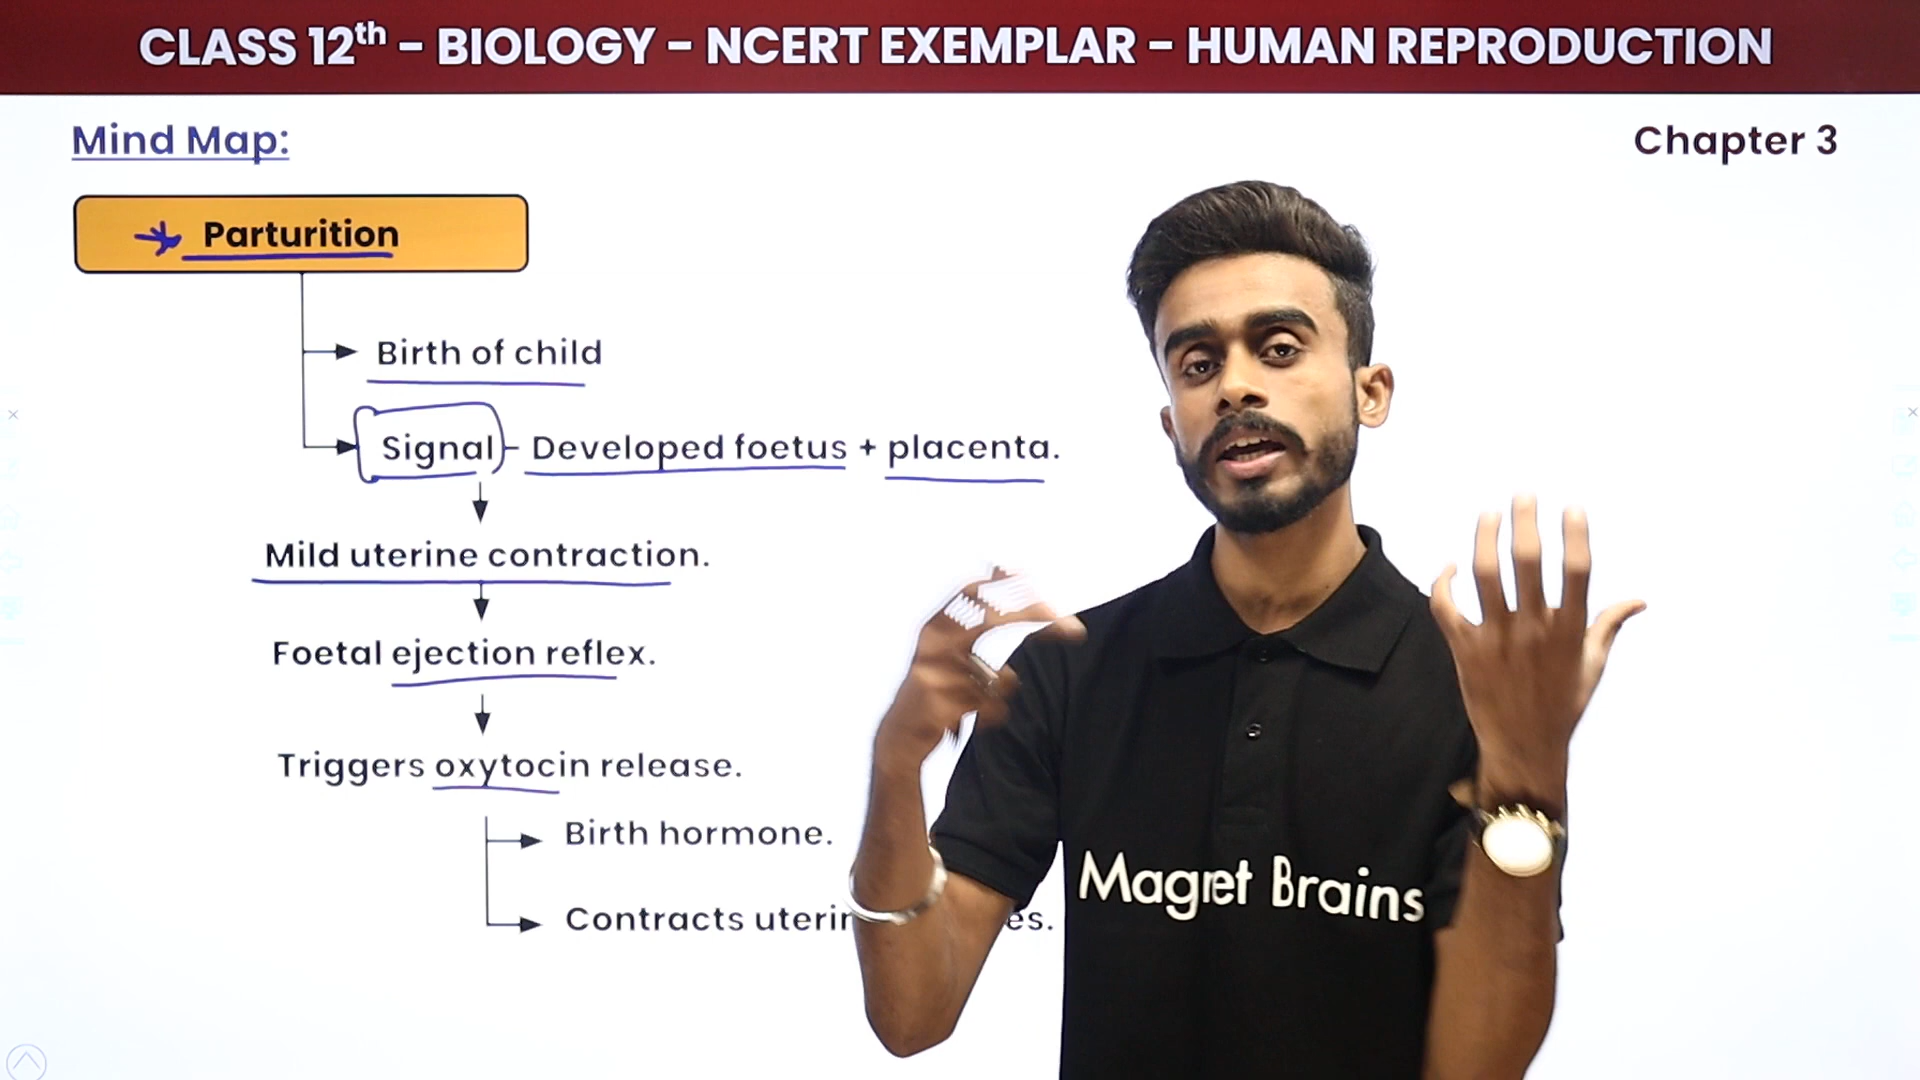 CLASS 12th – BIOLOGY – NCERT EXEMPLAR – HUMAN REPRODUCTION
Mind Map:
Chapter 3
Parturition
Birth of child
Signal - Developed foetus + placenta.
Mild uterine contraction.
Foetal ejection reflex.
Triggers oxytocin release.
Birth hormone.
Contracts
Magnet Brains